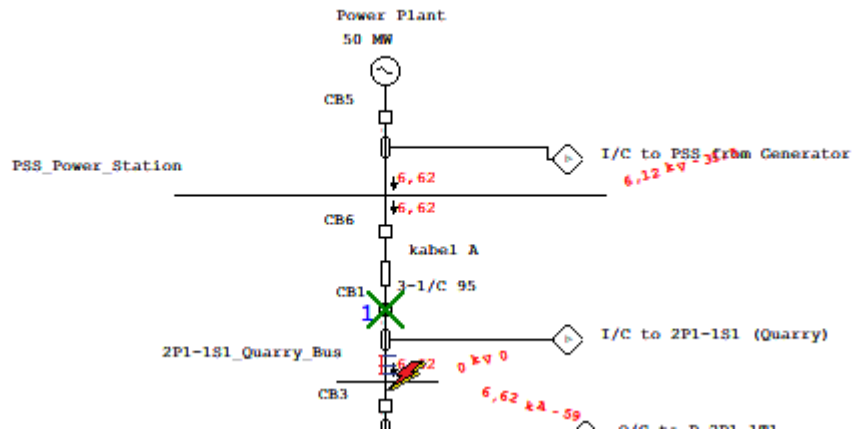 Power Plant
50 MW
CB5
I/C to PSS from Generator
PSS_Power_Station
6,12 kV
6,62
6,62
CB6
kabel A
3-1/C 95
CB1
1
I/C to 2P1-1S1 (Quarry)
2P1-1S1_Quarry_Bus
0 kV 0
CB3
6,62 kA -59